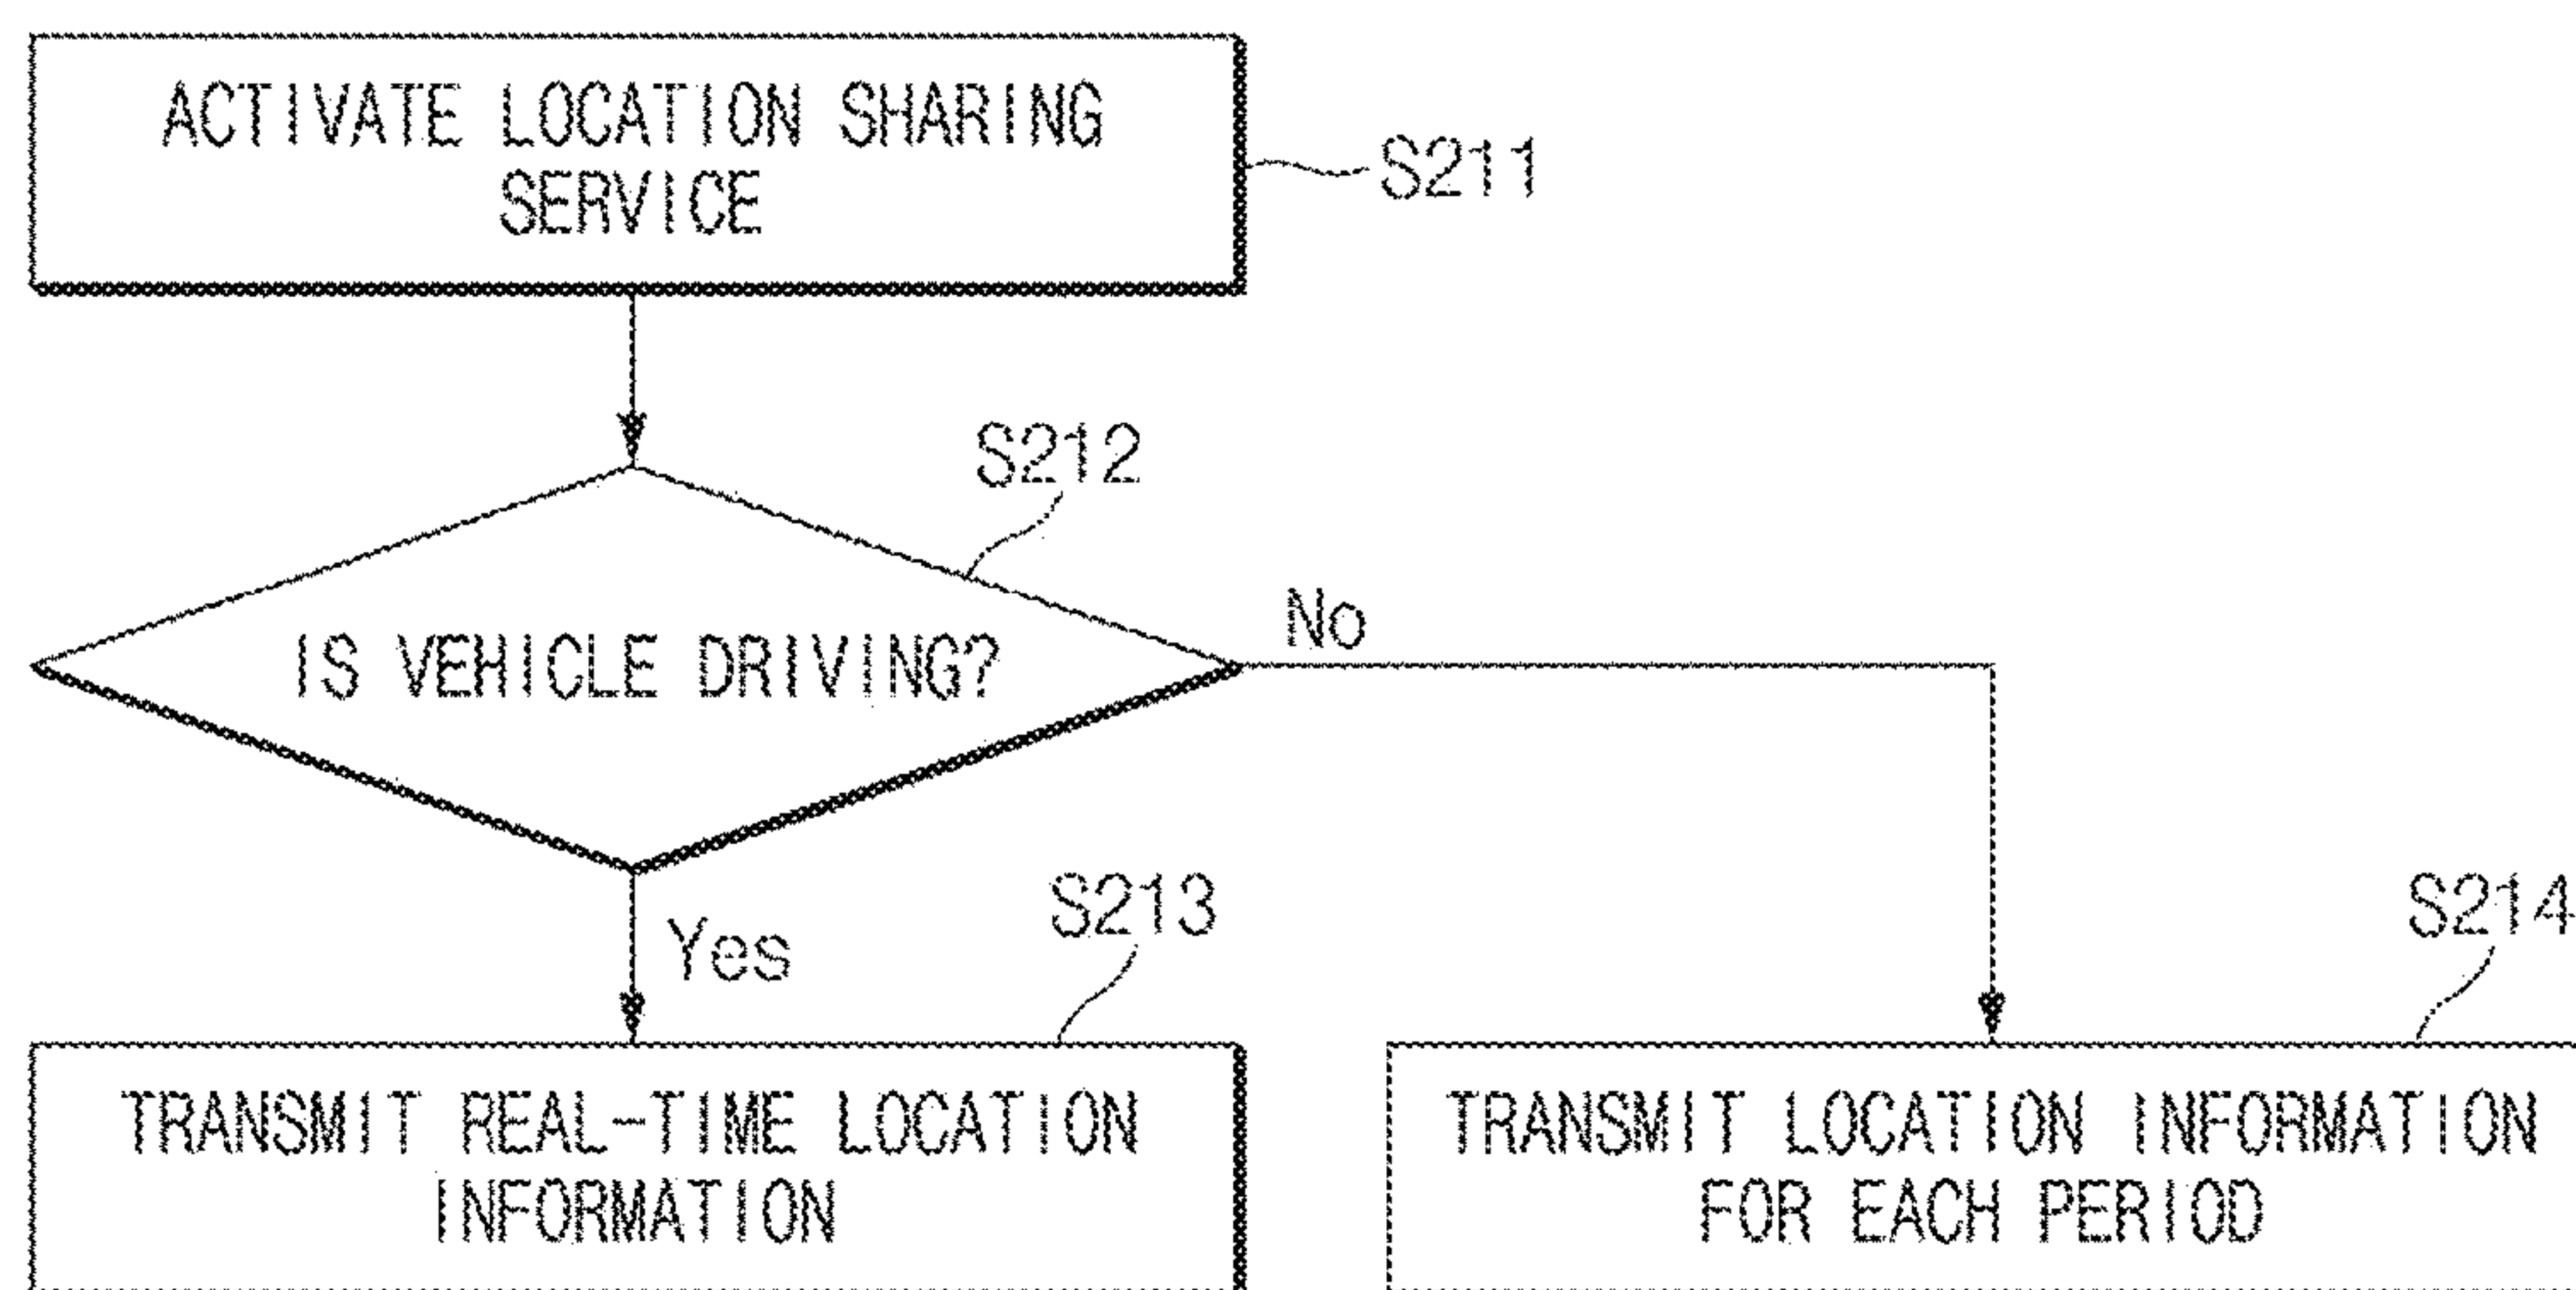 ACTIVATE LOCATION SHARING
SERVICE
S211
S212
IS VEHICLE DRIVING?
No
Yes
S213
TRANSMIT REAL-TIME LOCATION
INFORMATION
S214
TRANSMIT LOCATION INFORMATION
FOR EACH PERIOD